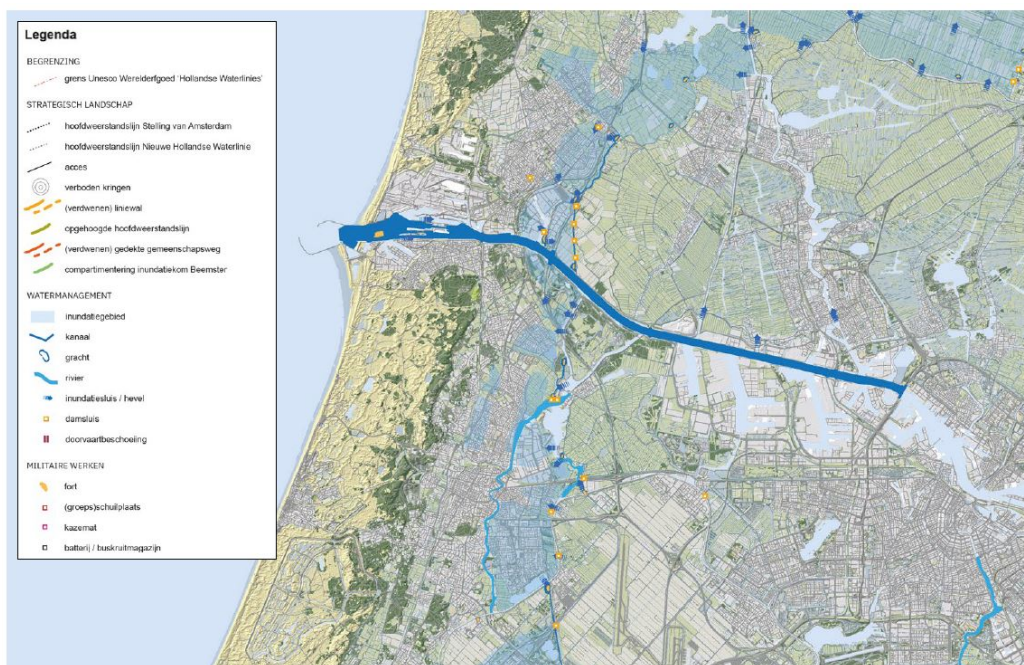 Legenda
BEGRENZING
grens Unesco Werelderfgoed 'Hollandse Waterlinies'
STRATEGISCH LANDSCHAP
hoofdweerstandslijn Stelling van Amsterdam
hoofdweerstandslijn Nieuwe Hollandse Waterlinie
acces
verboden kringen
(verdwenen) liniewal
opgehoogde hoofdweerstandslijn
(verdwenen) gedekte gemeenschapsweg
compartimentering inundatiekom Beemster
WATERMANAGEMENT
inundatiegebied
kanaal
gracht
rivier
inundatiesluis / hevel
damsluis
doorvaartbeschoeiing
MILITAIRE WERKEN
fort
(groeps)schuilplaats
kazemat
batterij / buskruitmagazijn